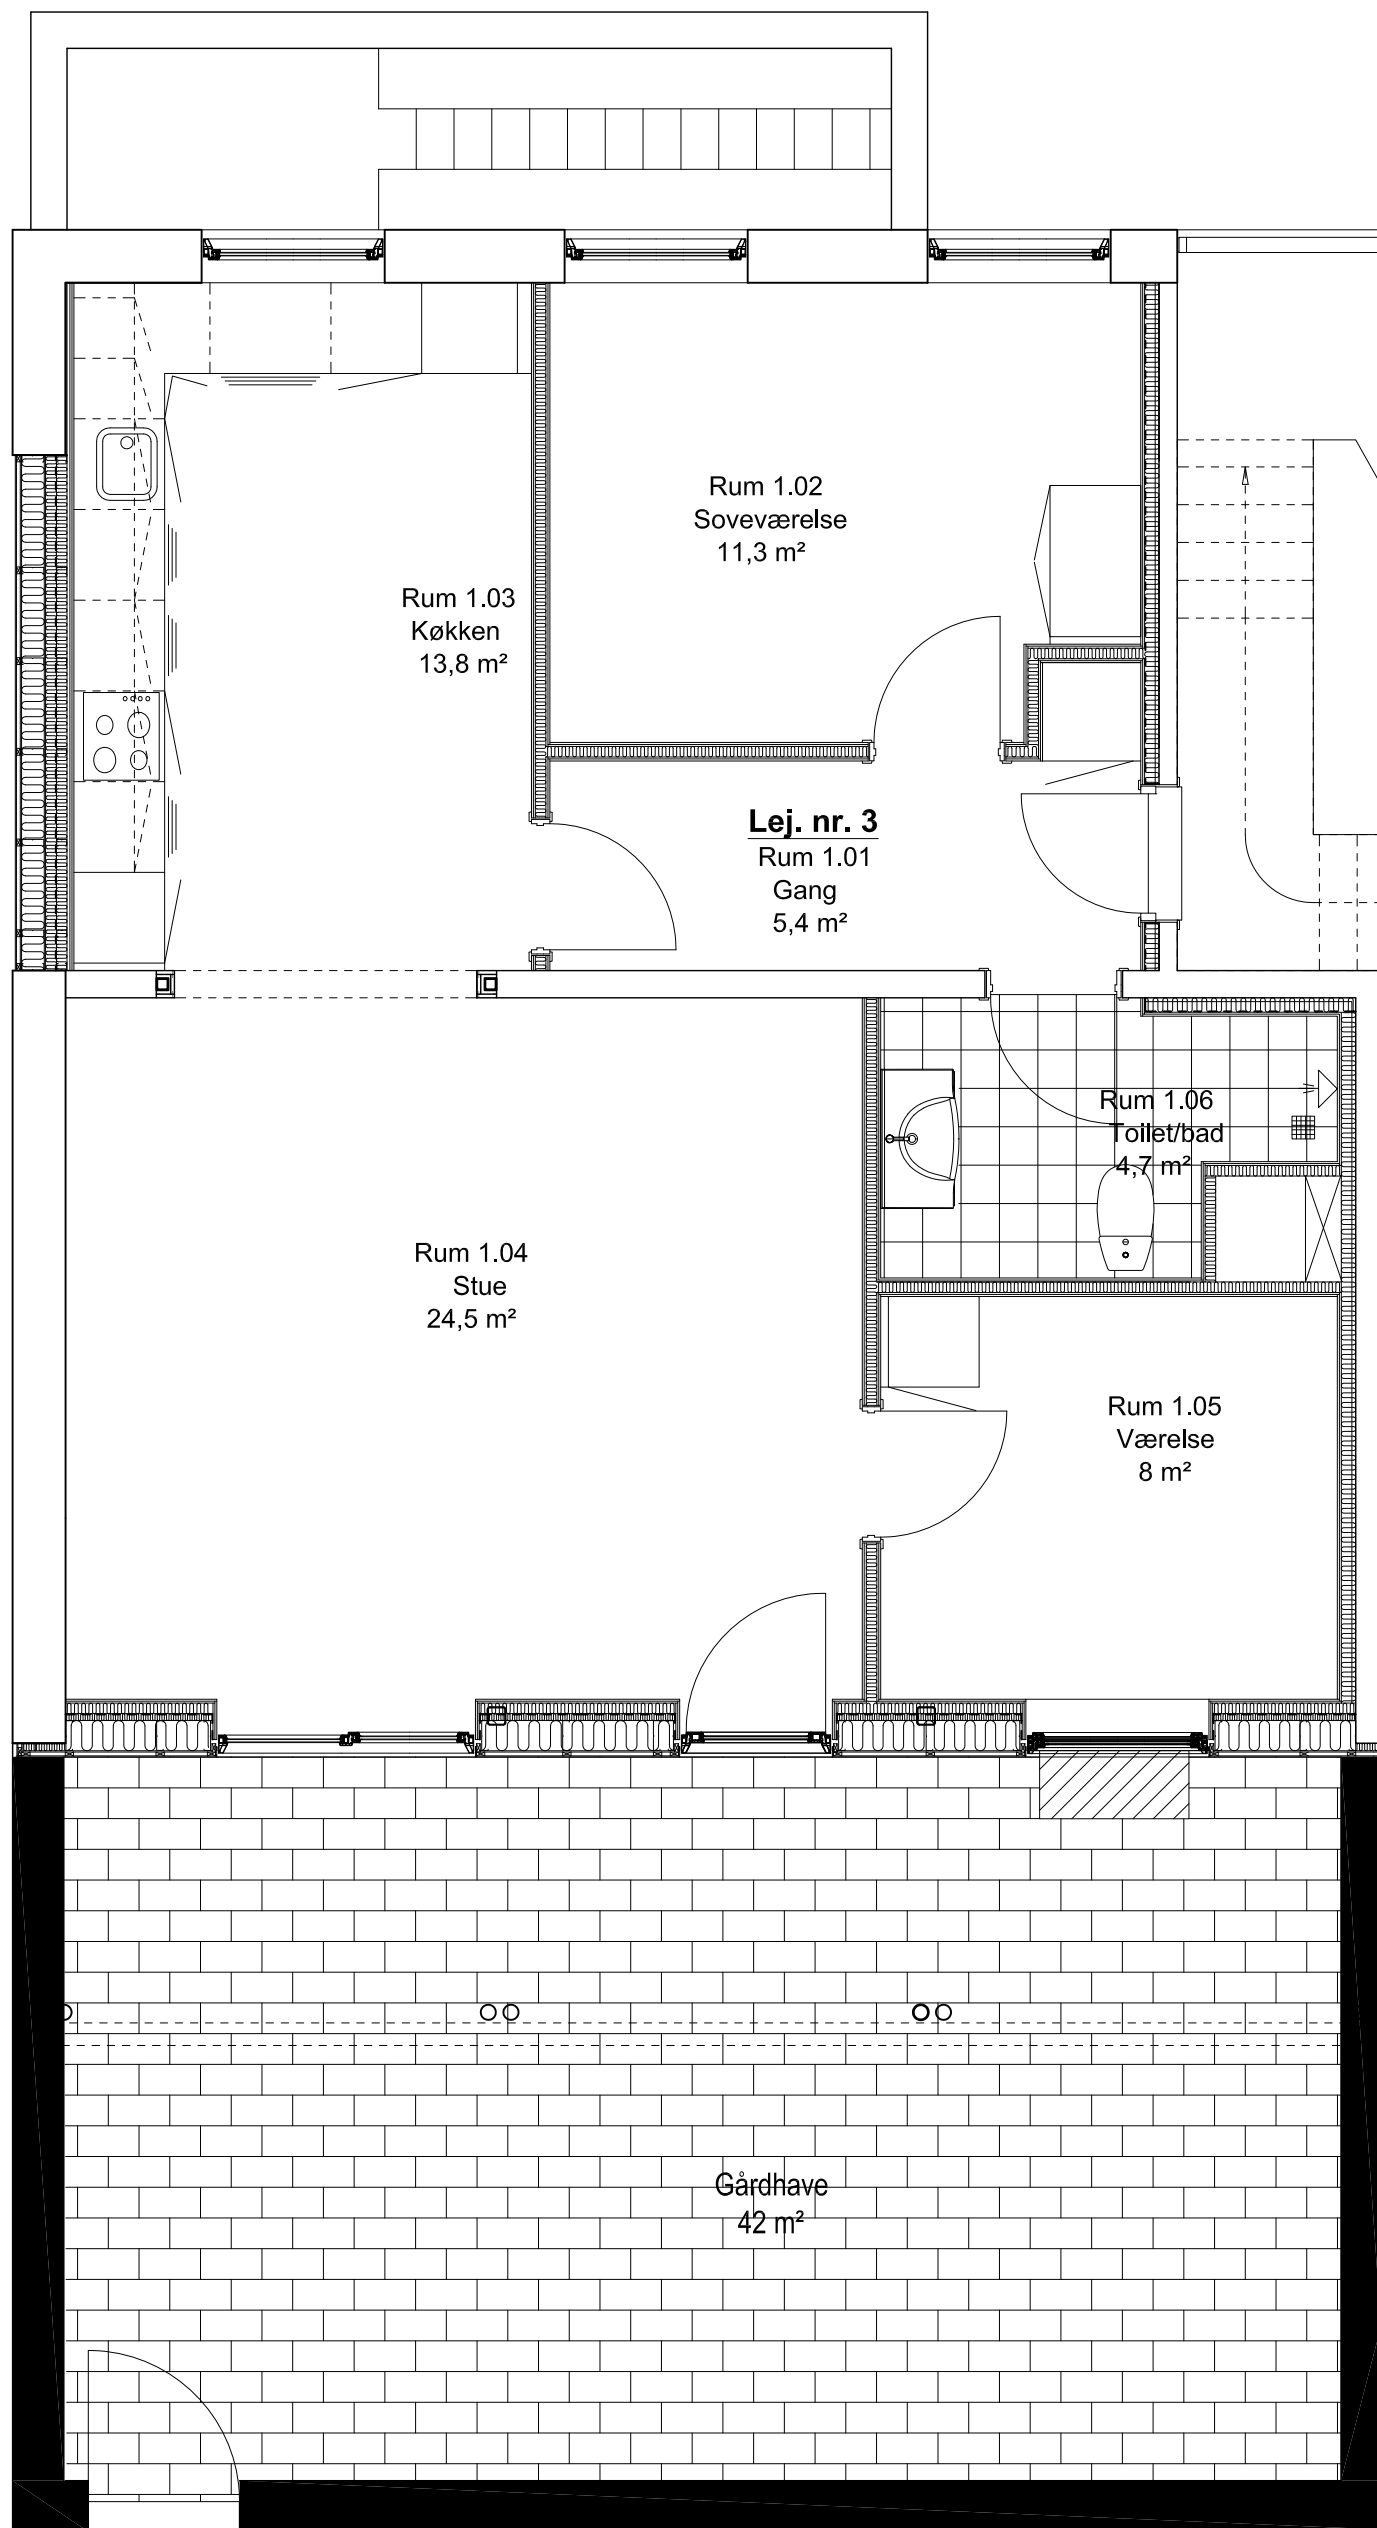 Rum 1.02
Soveværelse
11,3 m²
Rum 1.03
Køkken
13,8 m²
Lej. nr. 3
Rum 1.01
Gang
5,4 m²
Rum 1.06
Toilet/bad
4,7 m²
Rum 1.04
Stue
24,5 m²
Rum 1.05
Værelse
8 m²
Gårdhave
42 m²